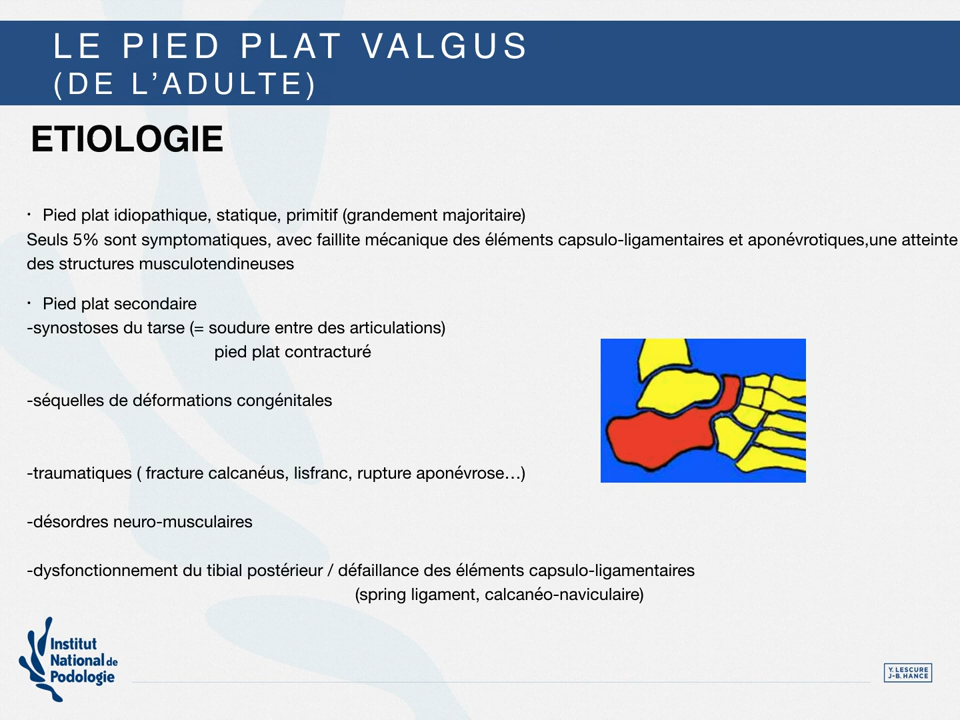 LE PIED PLAT VALGUS
(DE L’ADULTE)
ETIOLOGIE
· Pied plat idiopathique, statique, primitif (grandement majoritaire)
Seuls 5% sont symptomatiques, avec faillite mécanique des éléments capsulo-ligamentaires et aponévrotiques,une atteinte
des structures musculotendineuses
· Pied plat secondaire
-synostoses du tarse (= soudure entre des articulations)
pied plat contracturé
-séquelles de déformations congénitales
-traumatiques ( fracture calcanéus, lisfranc, rupture aponévrose…)
-désordres neuro-musculaires
-dysfonctionnement du tibial postérieur / défaillance des éléments capsulo-ligamentaires
(spring ligament, calcanéo-naviculaire)
Institut
National de
Podologie
Y. LESCURE
J-B. HANCE